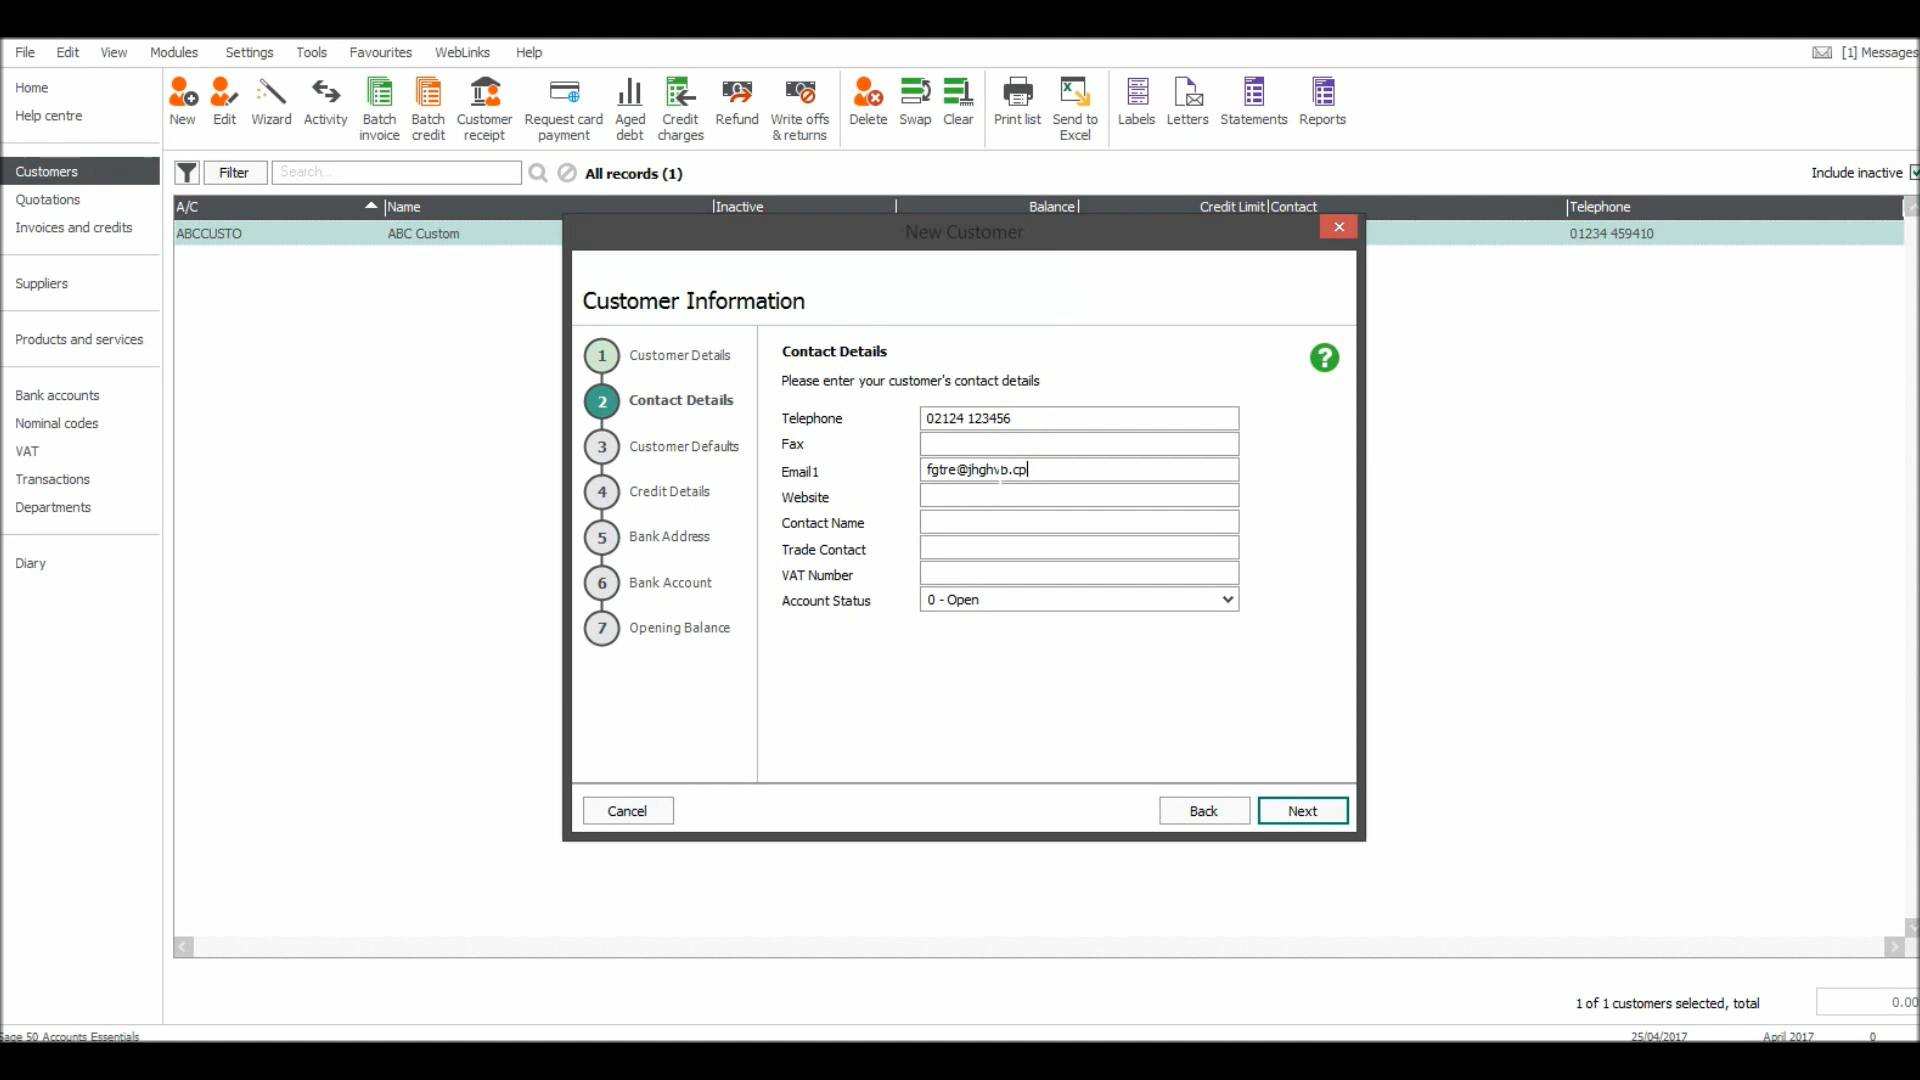 File Edit View Modules Settings Tools Favourites WebLinks Help [1] Messages
Home
Help centre
Customers
Quotations
Invoices and credits
Suppliers
Products and services
Bank accounts
Nominal codes
VAT
Transactions
Departments
Diary
New Edit Wizard Activity Batch invoice Batch credit Customer receipt Request card payment Aged debt Credit charges Refund Write offs & returns Delete Swap Clear Print list Send to Excel Labels Letters Statements Reports
Filter Search... All records (1) Include inactive
A/C Name Inactive Balance Credit Limit Contact Telephone
ABCCUSTO ABC Custom 01234 459410
New Customer
Customer Information
1 Customer Details
2 Contact Details
3 Customer Defaults
4 Credit Details
5 Bank Address
6 Bank Account
7 Opening Balance
Contact Details
?
Please enter your customer's contact details
Telephone 02124 123456
Fax
Email1 fgtre@jhghvb.cp
Website
Contact Name
Trade Contact
VAT Number
Account Status 0 - Open
Cancel Back Next
1 of 1 customers selected, total 0.00
Sage 50 Accounts Essentials 25/04/2017 April 2017 0